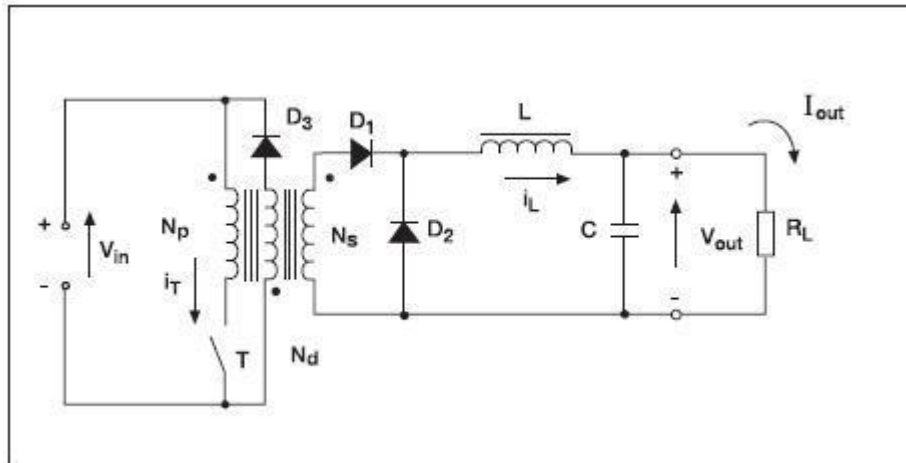 D3
D1
L
Iout
+
Vin
-
Np
iT
T
Ns
Nd
D2
iL
C
+
Vout
-
RL